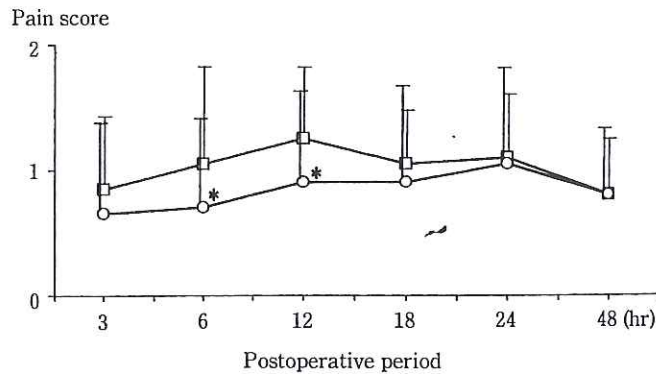 Pain score
2
1
0
*
*
3 6 12 18 24 48 (hr)
Postoperative period